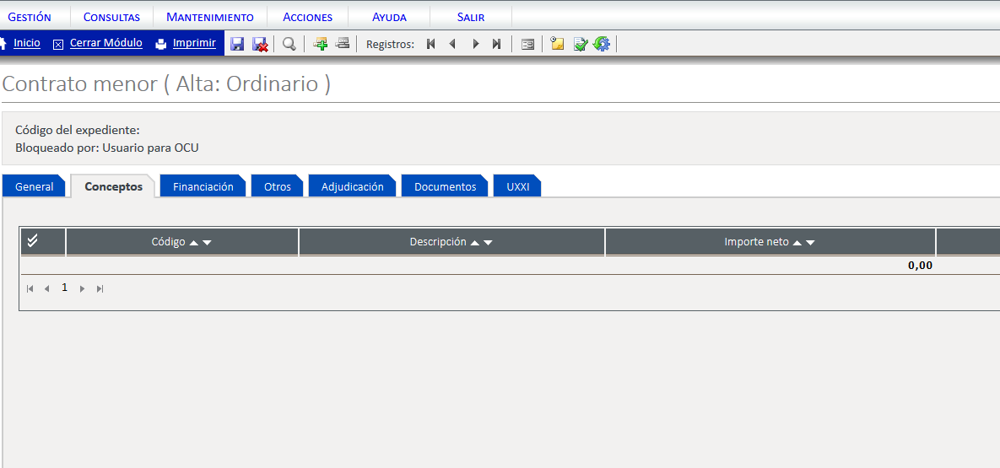 Gestión Consultas Mantenimiento Acciones Ayuda Salir
Inicio Cerrar Módulo Imprimir Registros:
Contrato menor ( Alta: Ordinario )
Código del expediente:
Bloqueado por: Usuario para OCU
General Conceptos Financiación Otros Adjudicación Documentos UXXI
Código Descripción Importe neto
0,00
1